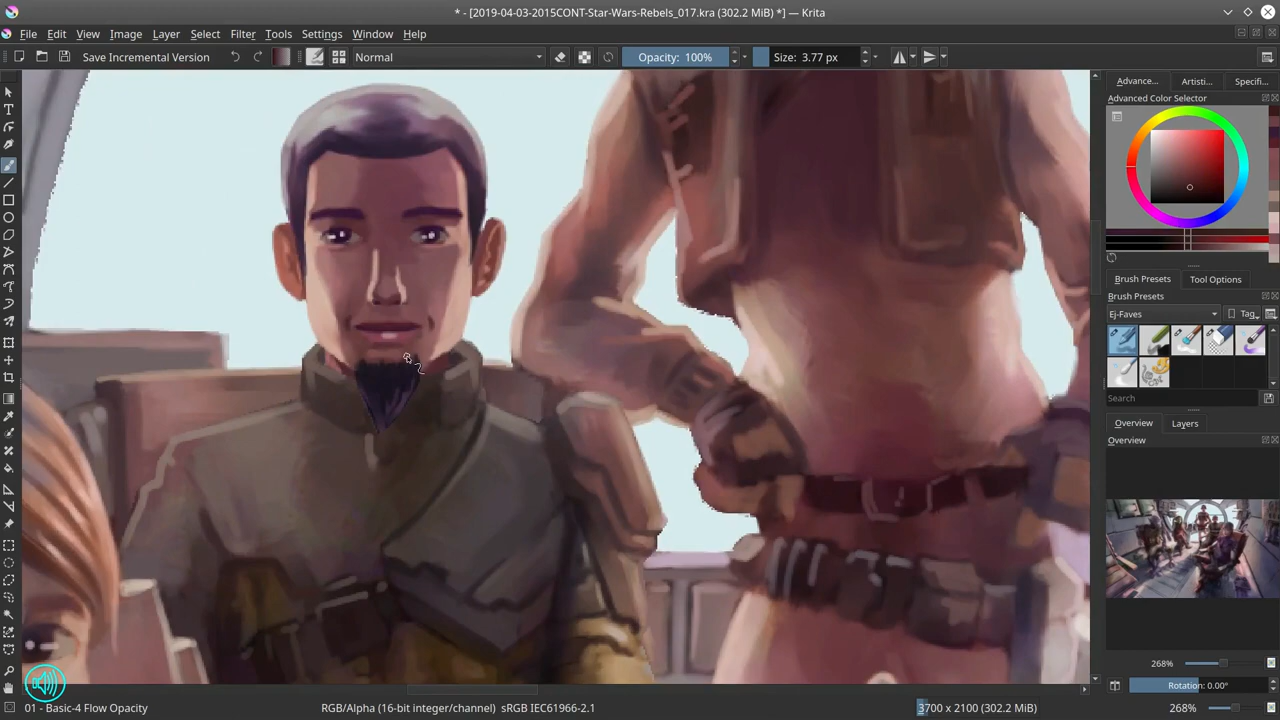 * - [2019-04-03-2015CONT-Star-Wars-Rebels_017.kra (302.2 MiB) *] — Krita
File Edit View Image Layer Select Filter Tools Settings Window Help
Save Incremental Version Normal Opacity: 100% Size: 3.77 px
Advance... Artisti... Specifi...
Advanced Color Selector
Brush Presets Tool Options
Brush Presets
Ej-Faves Tag
Search
Overview Layers
Overview
268%
Rotation: 0.00°
01 - Basic-4 Flow Opacity RGB/Alpha (16-bit integer/channel) sRGB IEC61966-2.1 3700 x 2100 (302.2 MiB) 268%